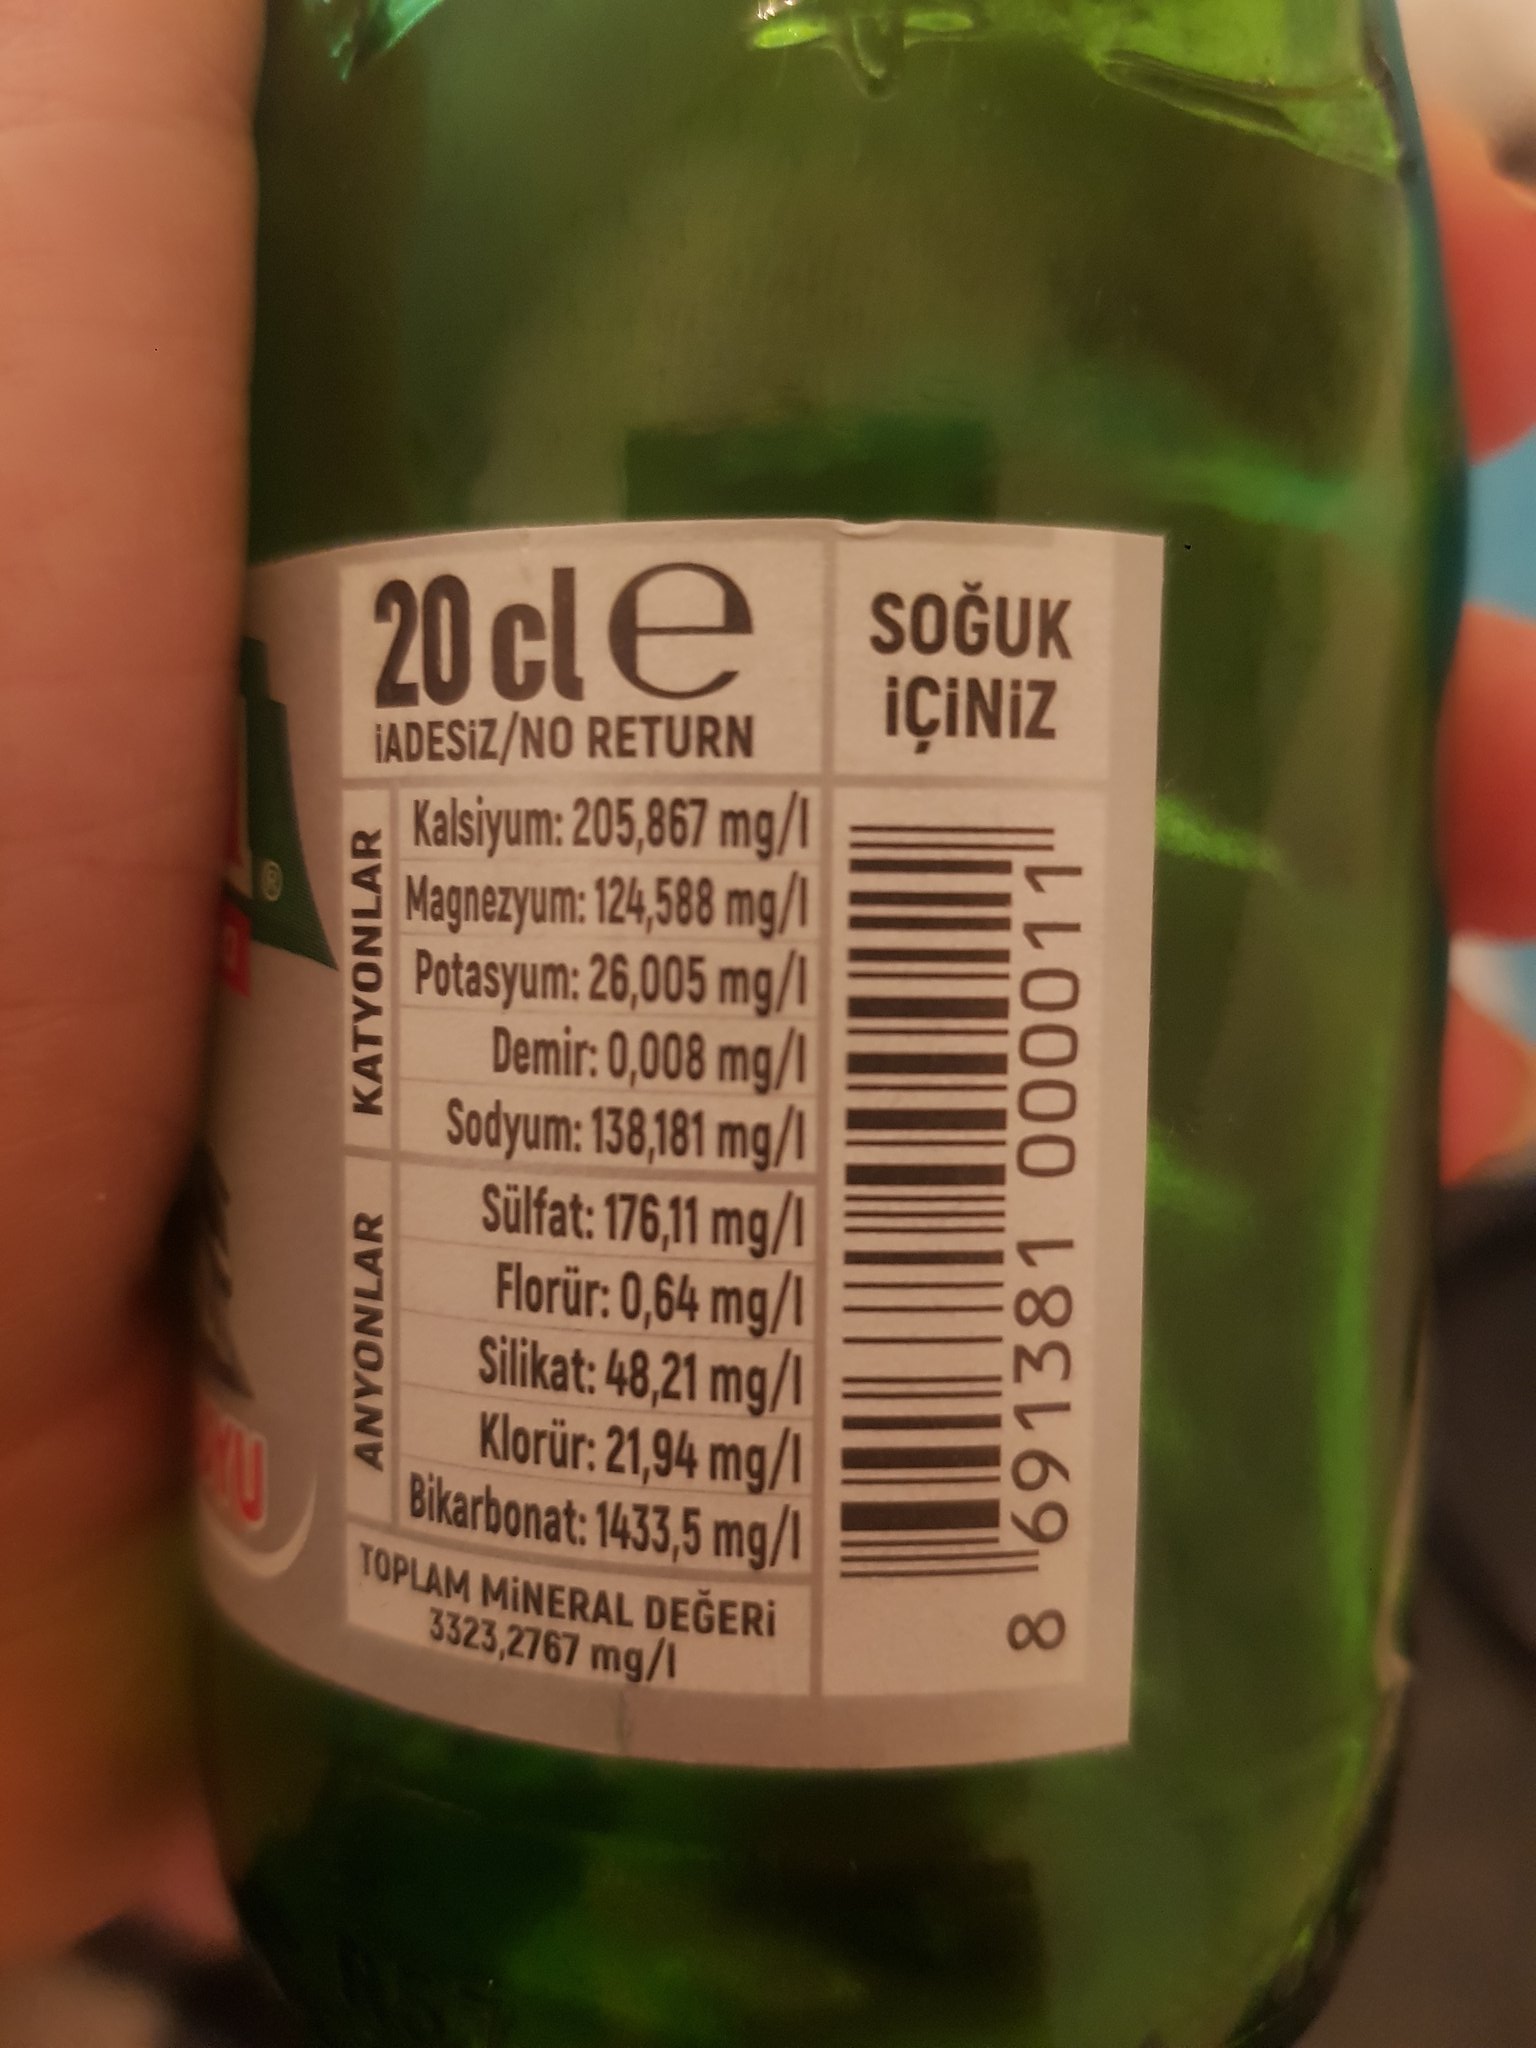 20 cl e
İADESİZ/NO RETURN
SOĞUK
İÇİNİZ
KATYONLAR
Kalsiyum: 205,867 mg/l
Magnezyum: 124,588 mg/l
Potasyum: 26,005 mg/l
Demir: 0,008 mg/l
Sodyum: 138,181 mg/l
ANYONLAR
Sülfat: 176,11 mg/l
Florür: 0,64 mg/l
Silikat: 48,21 mg/l
Klorür: 21,94 mg/l
Bikarbonat: 1433,5 mg/l
TOPLAM MİNERAL DEĞERİ
3323,2767 mg/l
8 691381 000011
®